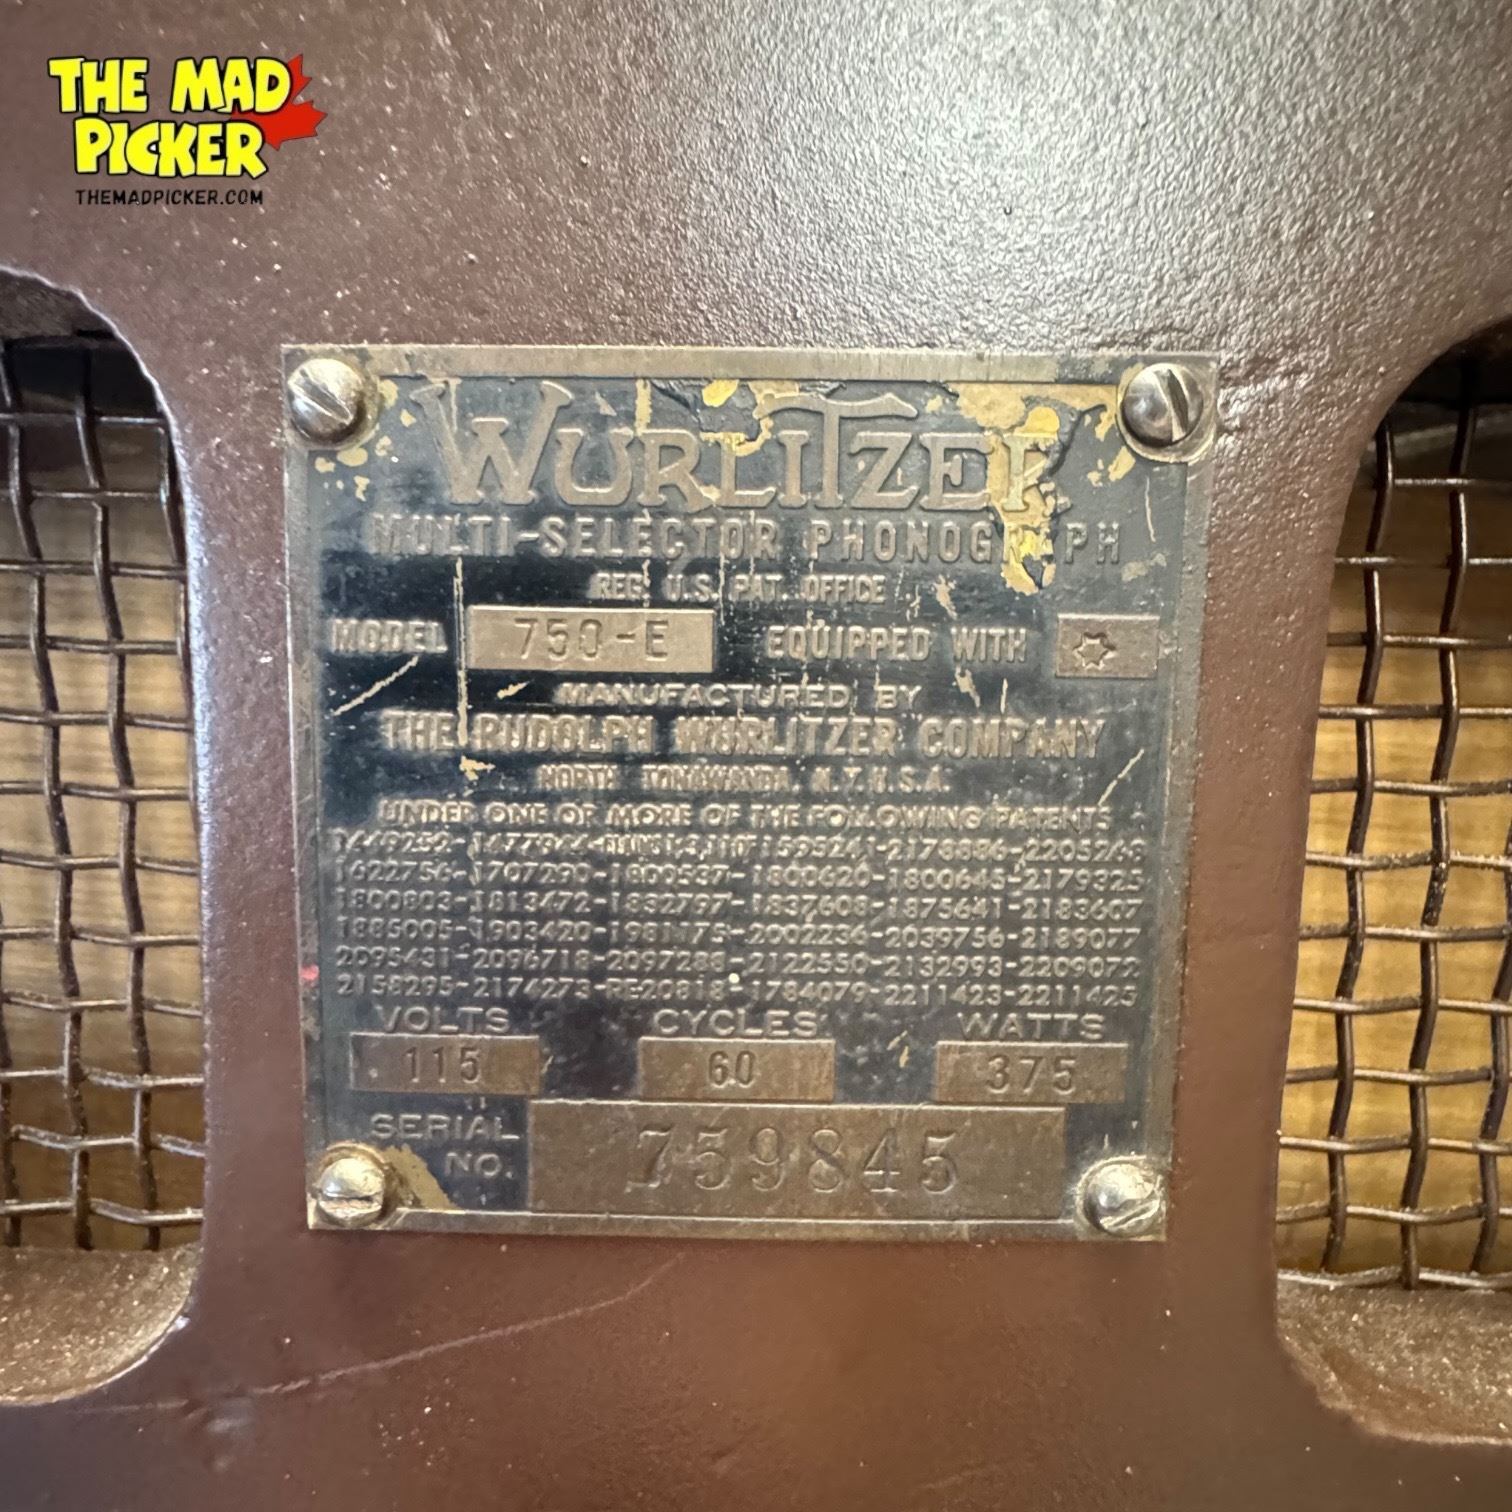 THE MAD
PICKER
THEMADPICKER.COM
WURLITZER
MULTI-SELECTOR PHONOGRAPH
REG. U.S. PAT. OFFICE
MODEL 750-E EQUIPPED WITH
MANUFACTURED BY
THE RUDOLPH WURLITZER COMPANY
NORTH TONAWANDA, N.Y. U.S.A.
UNDER ONE OR MORE OF THE FOLLOWING PATENTS
1595241-2178886-2205268
1622756-1707290-1800537-1800620-1800645-2179325
1800803-1813472-1832797-1837608-1875641-2183607
1885005-1903420-1981175-2002236-2039756-2189077
2095431-2096718-2097288-2122550-2132993-2209072
2158295-2174273-RE20818-1784079-2211423-2211425
VOLTS CYCLES WATTS
115 60 375
SERIAL NO. 759845